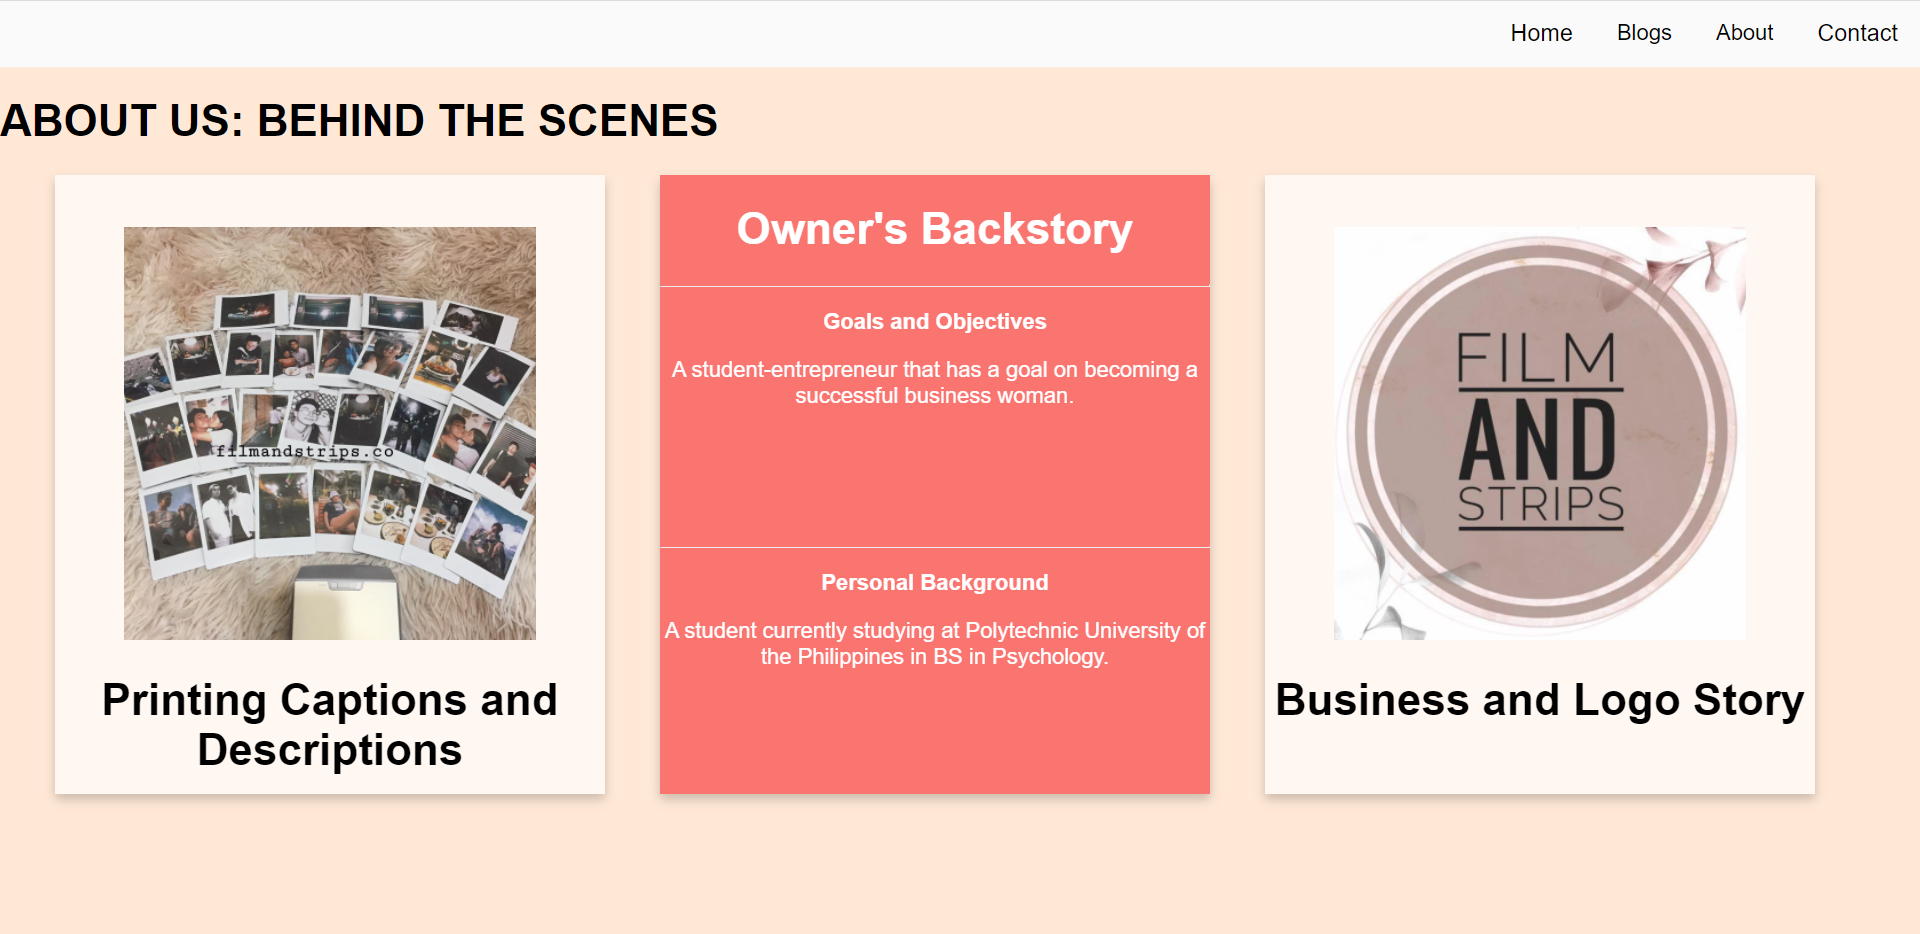 Home Blogs About Contact
ABOUT US: BEHIND THE SCENES
filmandstrips.co
Printing Captions and
Descriptions
Owner's Backstory
Goals and Objectives
A student-entrepreneur that has a goal on becoming a
successful business woman.
Personal Background
A student currently studying at Polytechnic University of
the Philippines in BS in Psychology.
FILM
AND
STRIPS
Business and Logo Story